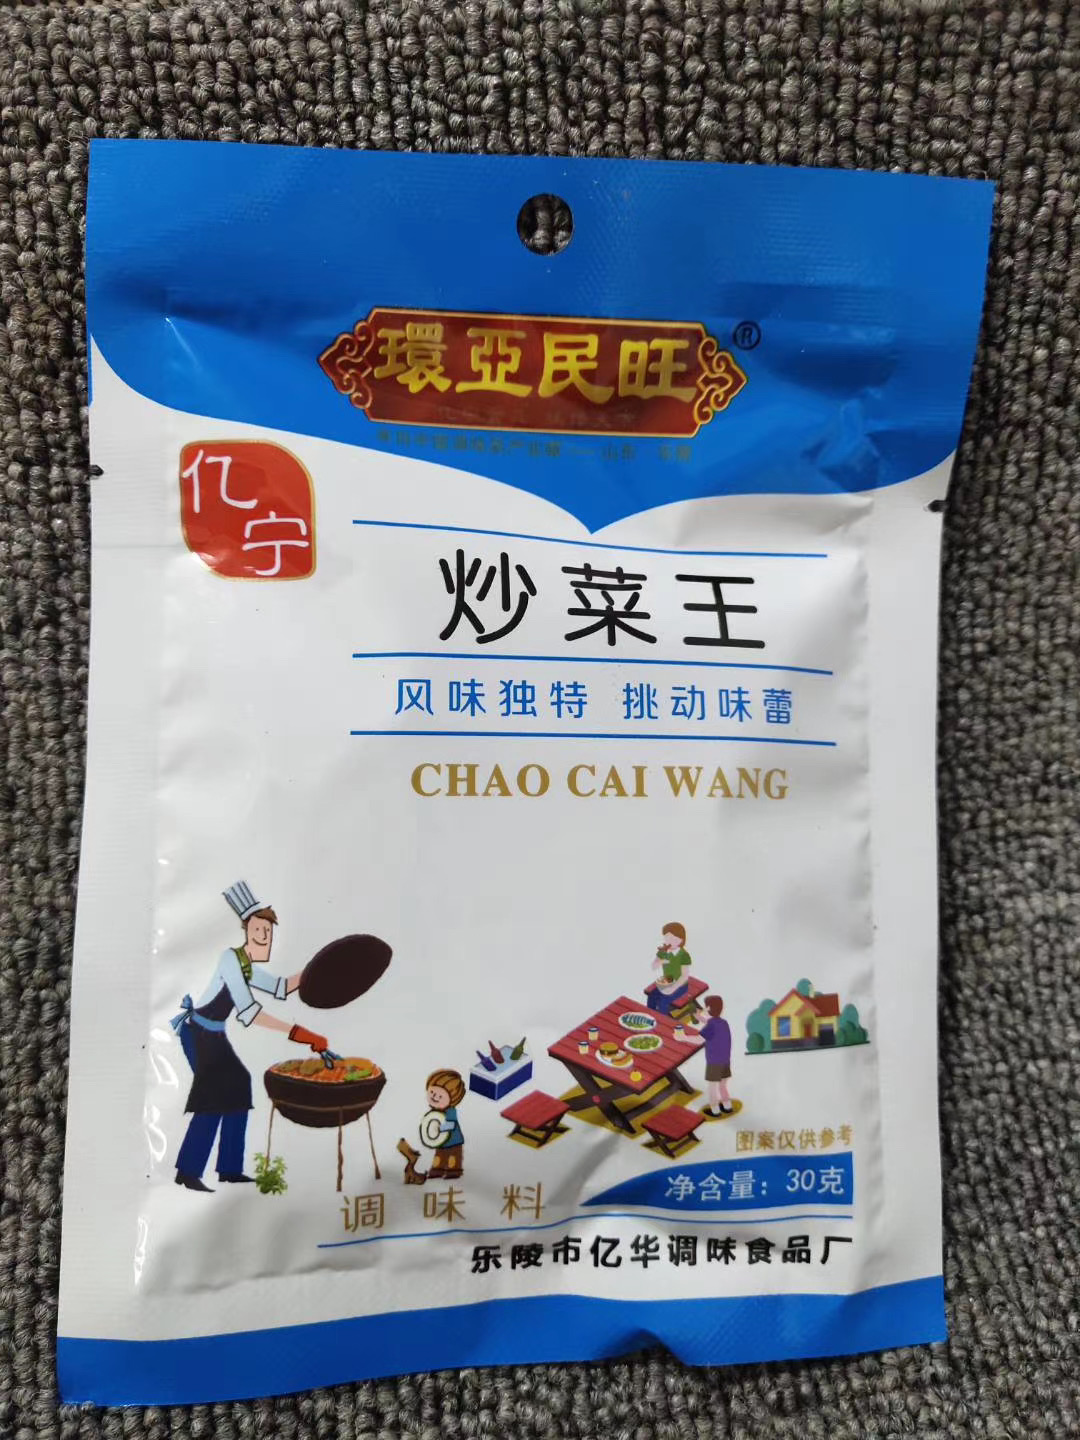 環亞民旺®
亿宁
炒菜王
风味独特 挑动味蕾
CHAO CAI WANG
图案仅供参考
净含量：30克
调味料
乐陵市亿华调味食品厂